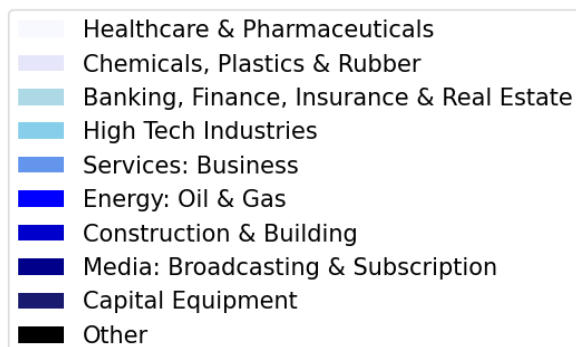 Healthcare & Pharmaceuticals
Chemicals, Plastics & Rubber
Banking, Finance, Insurance & Real Estate
High Tech Industries
Services: Business
Energy: Oil & Gas
Construction & Building
Media: Broadcasting & Subscription
Capital Equipment
Other